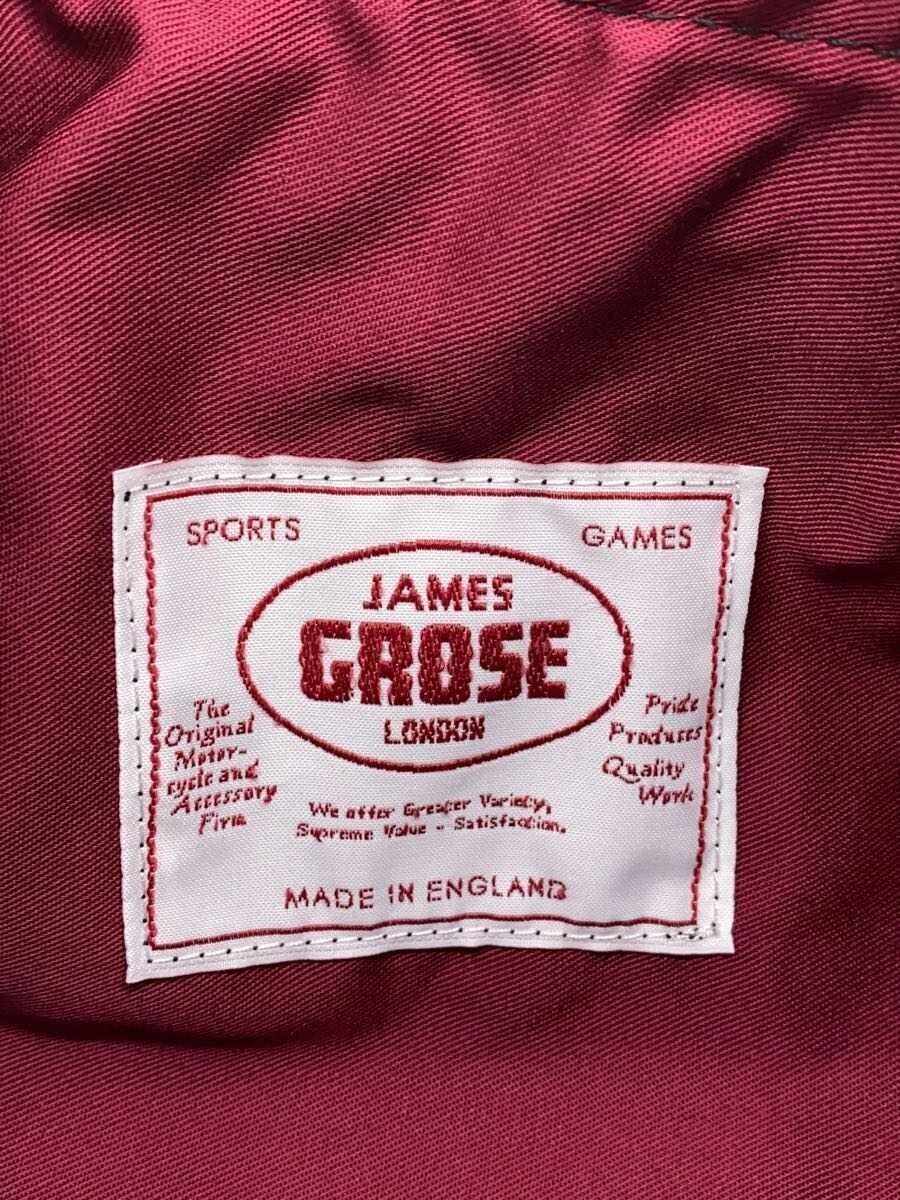 SPORTS
GAMES
JAMES
GROSE
LONDON
The
Original
Motor-
cycle and
Accessory
Firm
Pride
Produces
Quality
Work
We offer Greater Variety,
Supreme Value - Satisfaction.
MADE IN ENGLAND